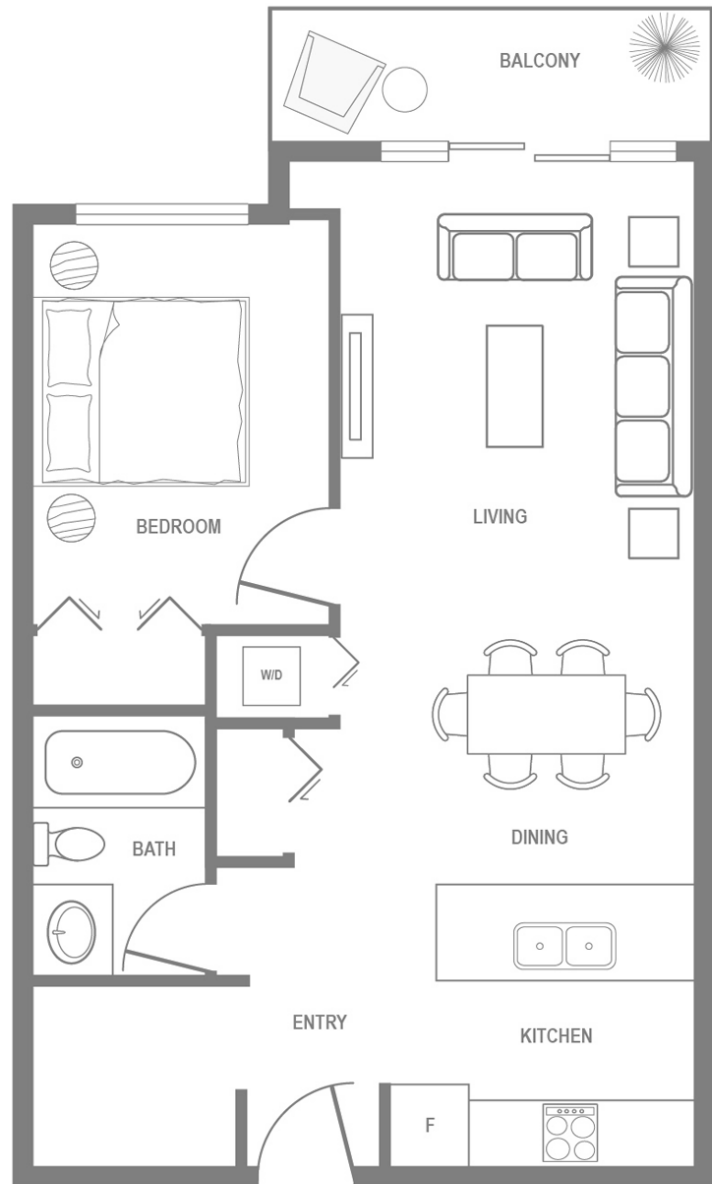 BALCONY
LIVING
BEDROOM
W/D
DINING
BATH
ENTRY
KITCHEN
F